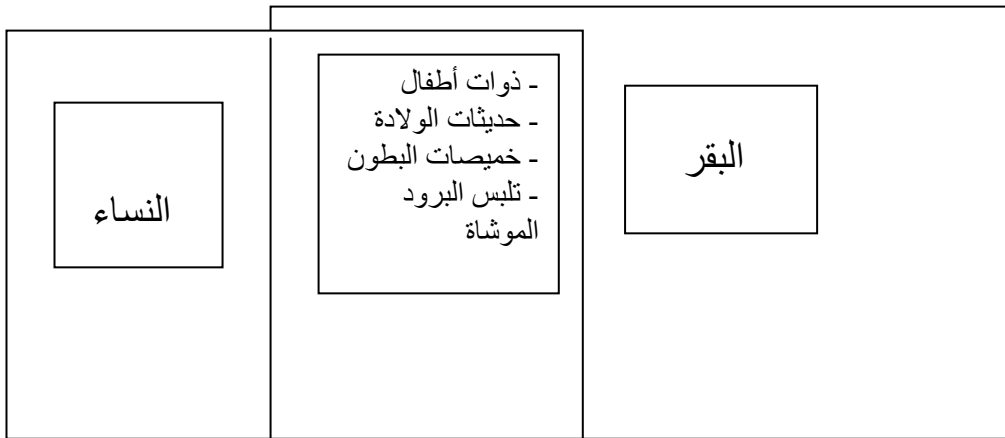 البقر
- ذوات أطفال
- حديثات الولادة
- خميصات البطون
- تلبس البرود
الموشاة
النساء